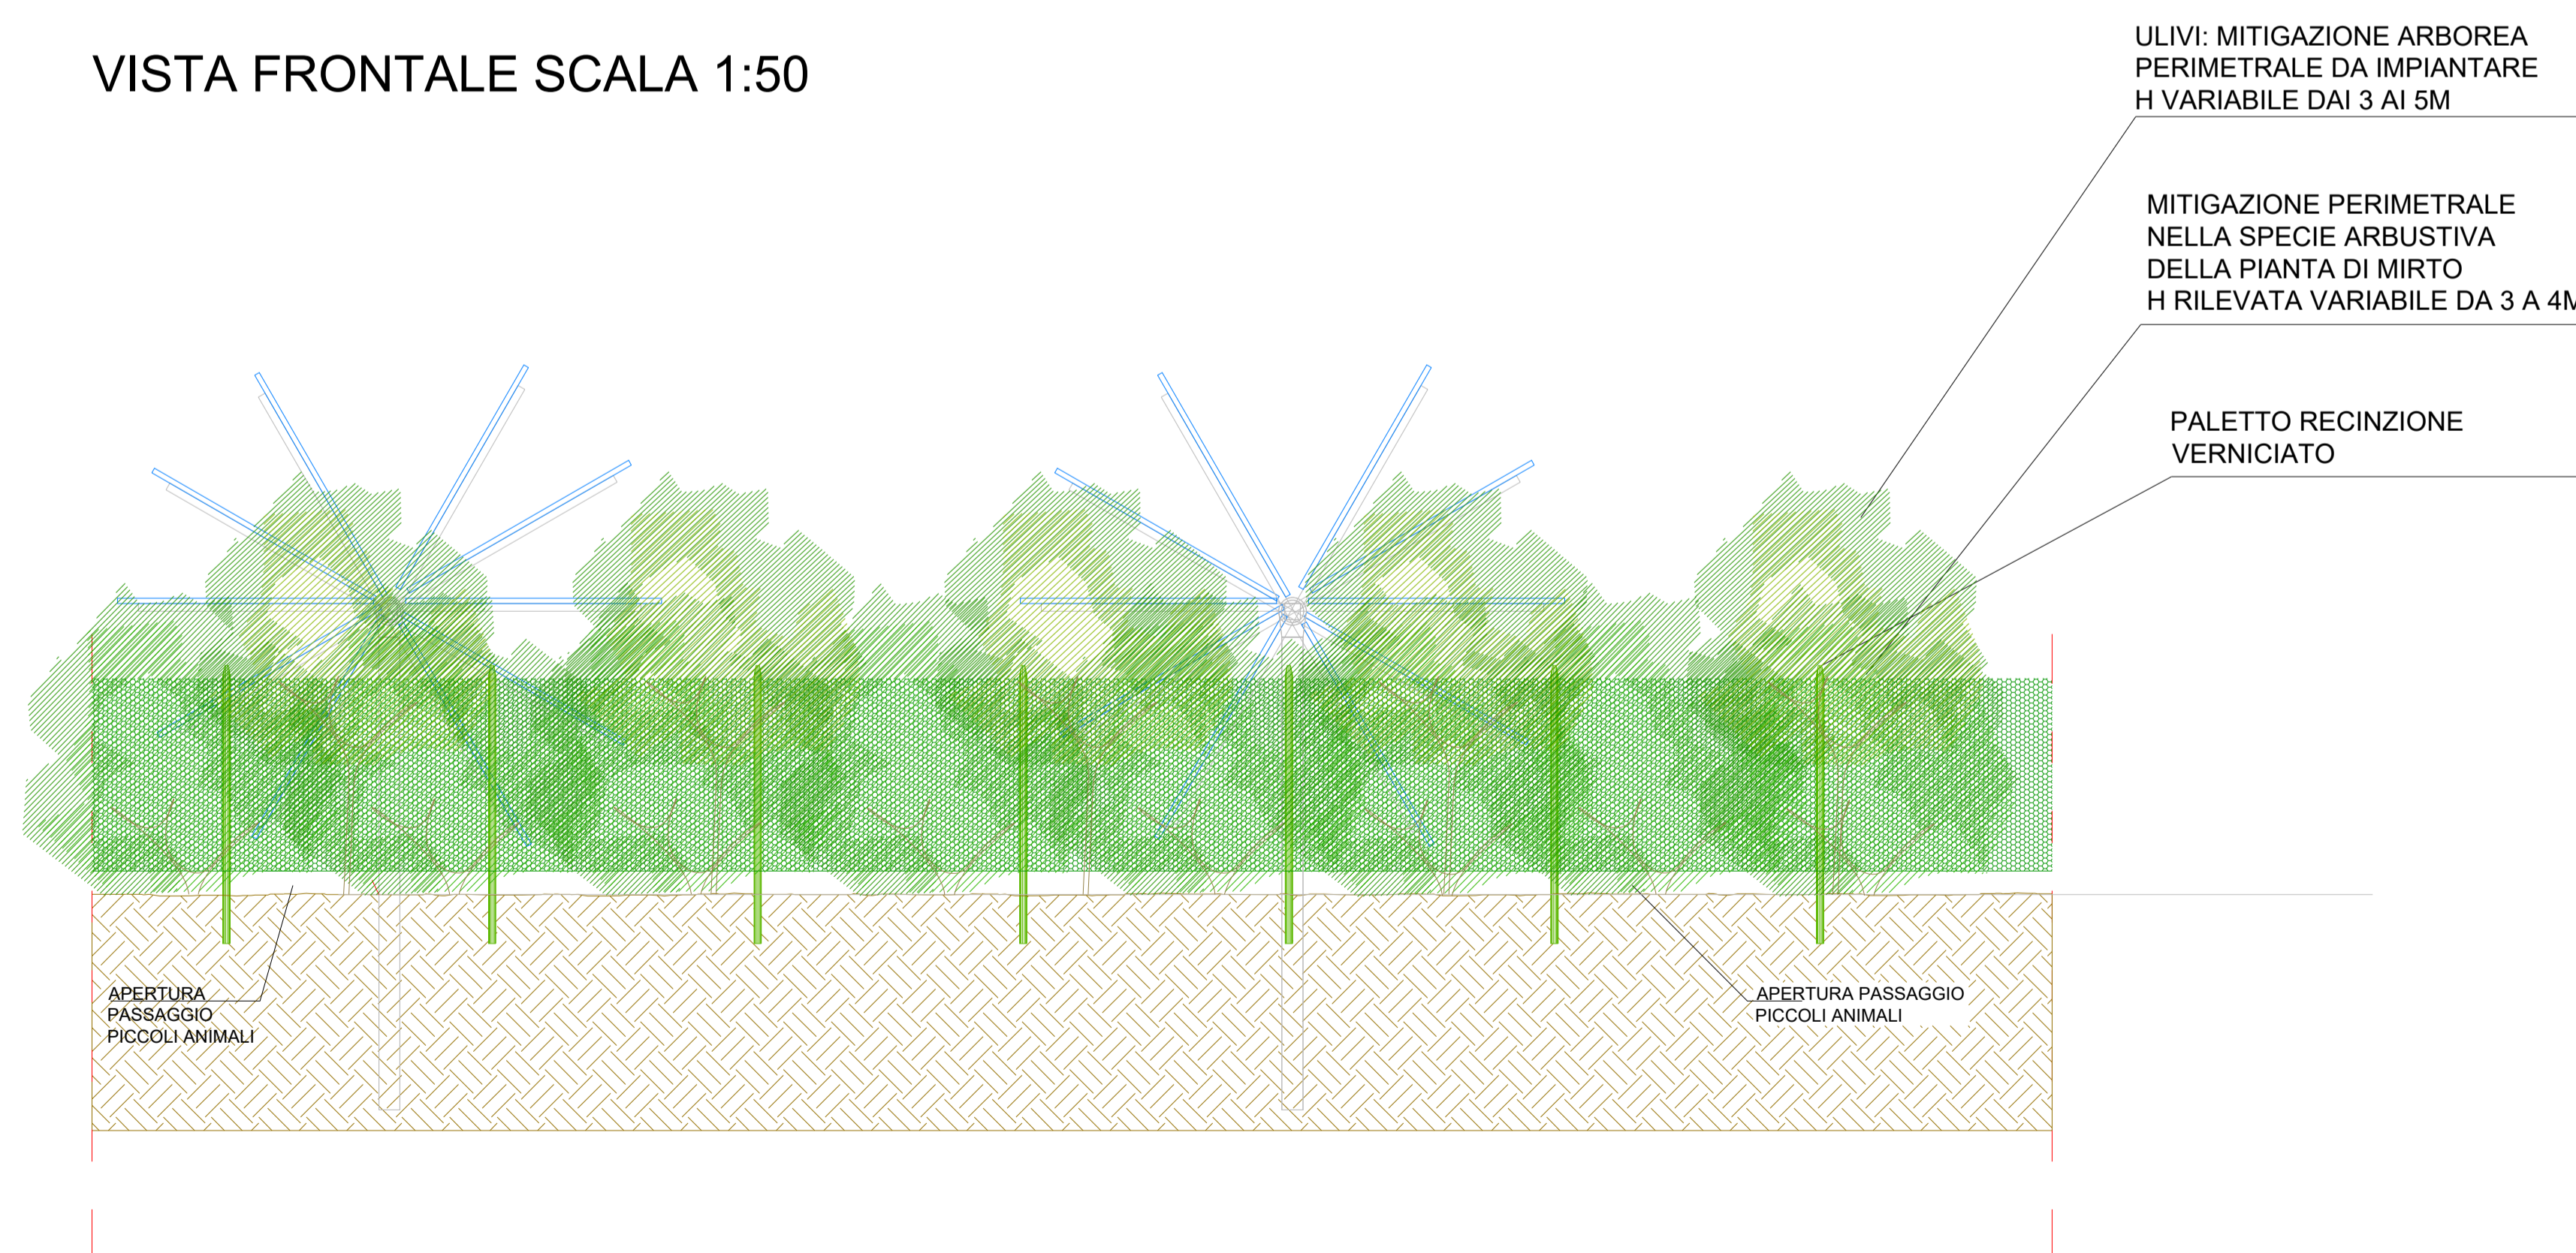 VISTA FRONTALE SCALA 1:50
ULIVI: MITIGAZIONE ARBOREA
PERIMETRALE DA IMPIANTARE
H VARIABILE DAI 3 AI 5M
MITIGAZIONE PERIMETRALE
NELLA SPECIE ARBUSTIVA
DELLA PIANTA DI MIRTO
H RILEVATA VARIABILE DA 3 A 4M
PALETTO RECINZIONE
VERNICIATO
APERTURA
PASSAGGIO
PICCOLI ANIMALI
APERTURA PASSAGGIO
PICCOLI ANIMALI